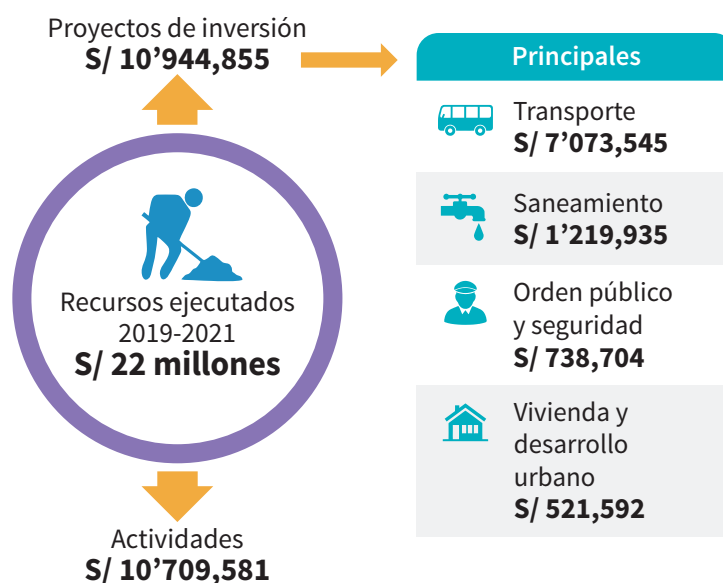 Proyectos de inversión
S/ 10’944,855
Recursos ejecutados
2019-2021
S/ 22 millones
Actividades
S/ 10’709,581
Principales
Transporte
S/ 7’073,545
Saneamiento
S/ 1’219,935
Orden público
y seguridad
S/ 738,704
Vivienda y
desarrollo
urbano
S/ 521,592